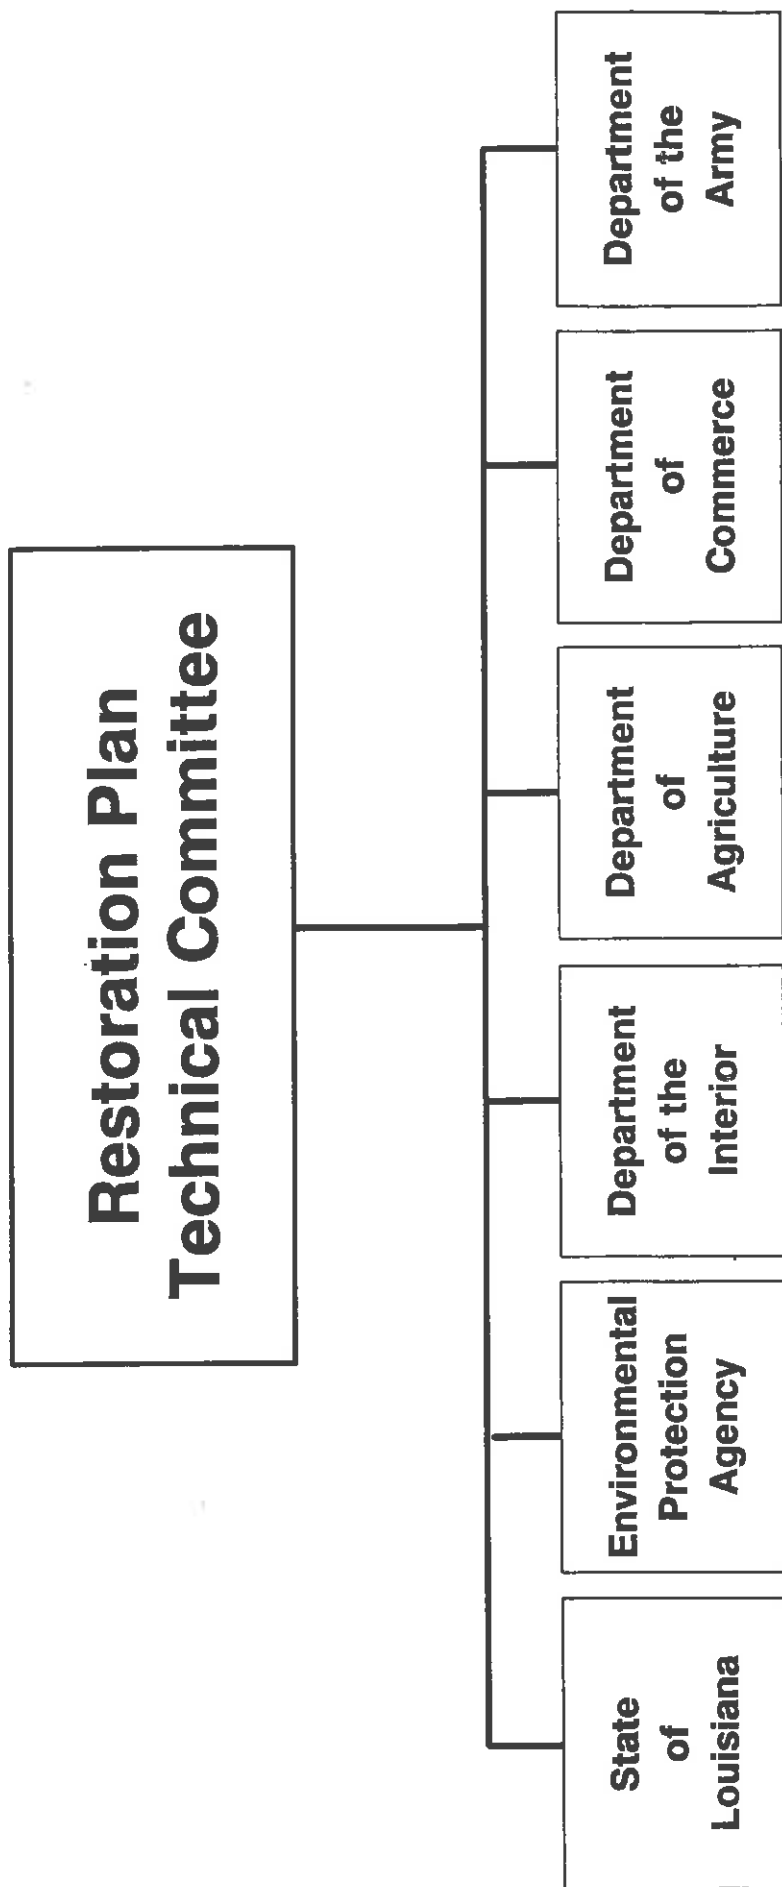 Restoration Plan
Technical Committee
State
of
Louisiana
Environmental
Protection
Agency
Department
of the
Interior
Department
of
Agriculture
Department
of
Commerce
Department
of the
Army